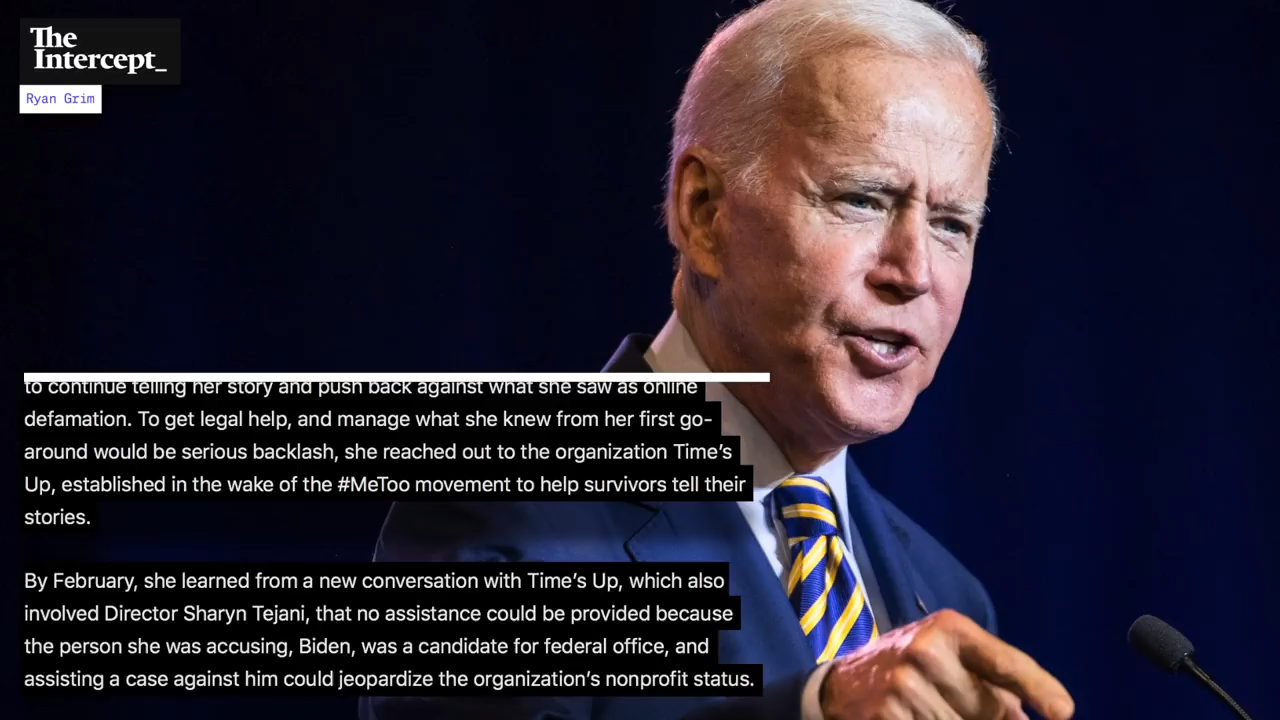 The
Intercept_
Ryan Grim
to continue telling her story and push back against what she saw as online
defamation. To get legal help, and manage what she knew from her first go-
around would be serious backlash, she reached out to the organization Time’s
Up, established in the wake of the #MeToo movement to help survivors tell their
stories.
By February, she learned from a new conversation with Time’s Up, which also
involved Director Sharyn Tejani, that no assistance could be provided because
the person she was accusing, Biden, was a candidate for federal office, and
assisting a case against him could jeopardize the organization’s nonprofit status.